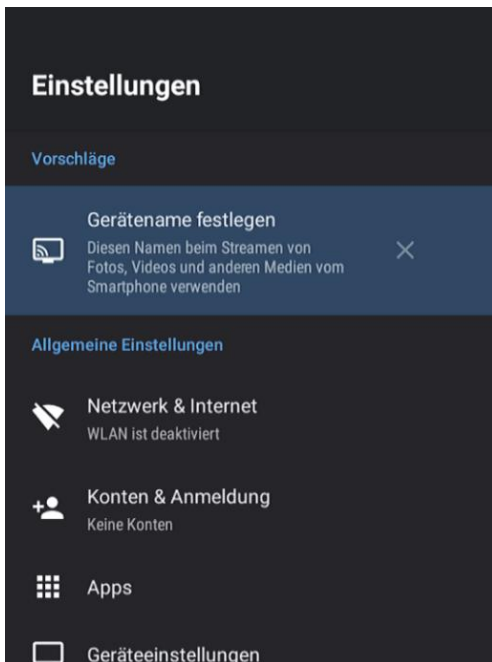 Einstellungen
Vorschläge
Gerätename festlegen
Diesen Namen beim Streamen von
Fotos, Videos und anderen Medien vom
Smartphone verwenden
Allgemeine Einstellungen
Netzwerk & Internet
WLAN ist deaktiviert
Konten & Anmeldung
Keine Konten
Apps
Geräteeinstellungen